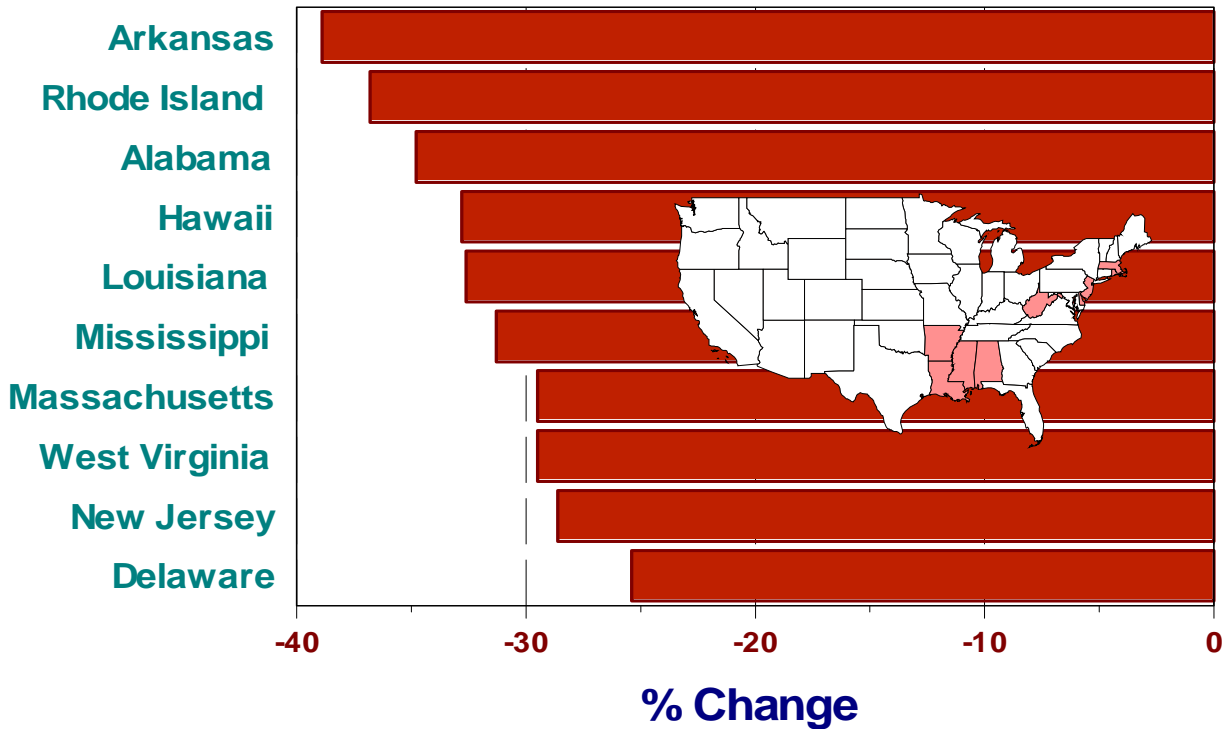 Arkansas
Rhode Island
Alabama
Hawaii
Louisiana
Mississippi
Massachusetts
West Virginia
New Jersey
Delaware
-40 -30 -20 -10 0
% Change